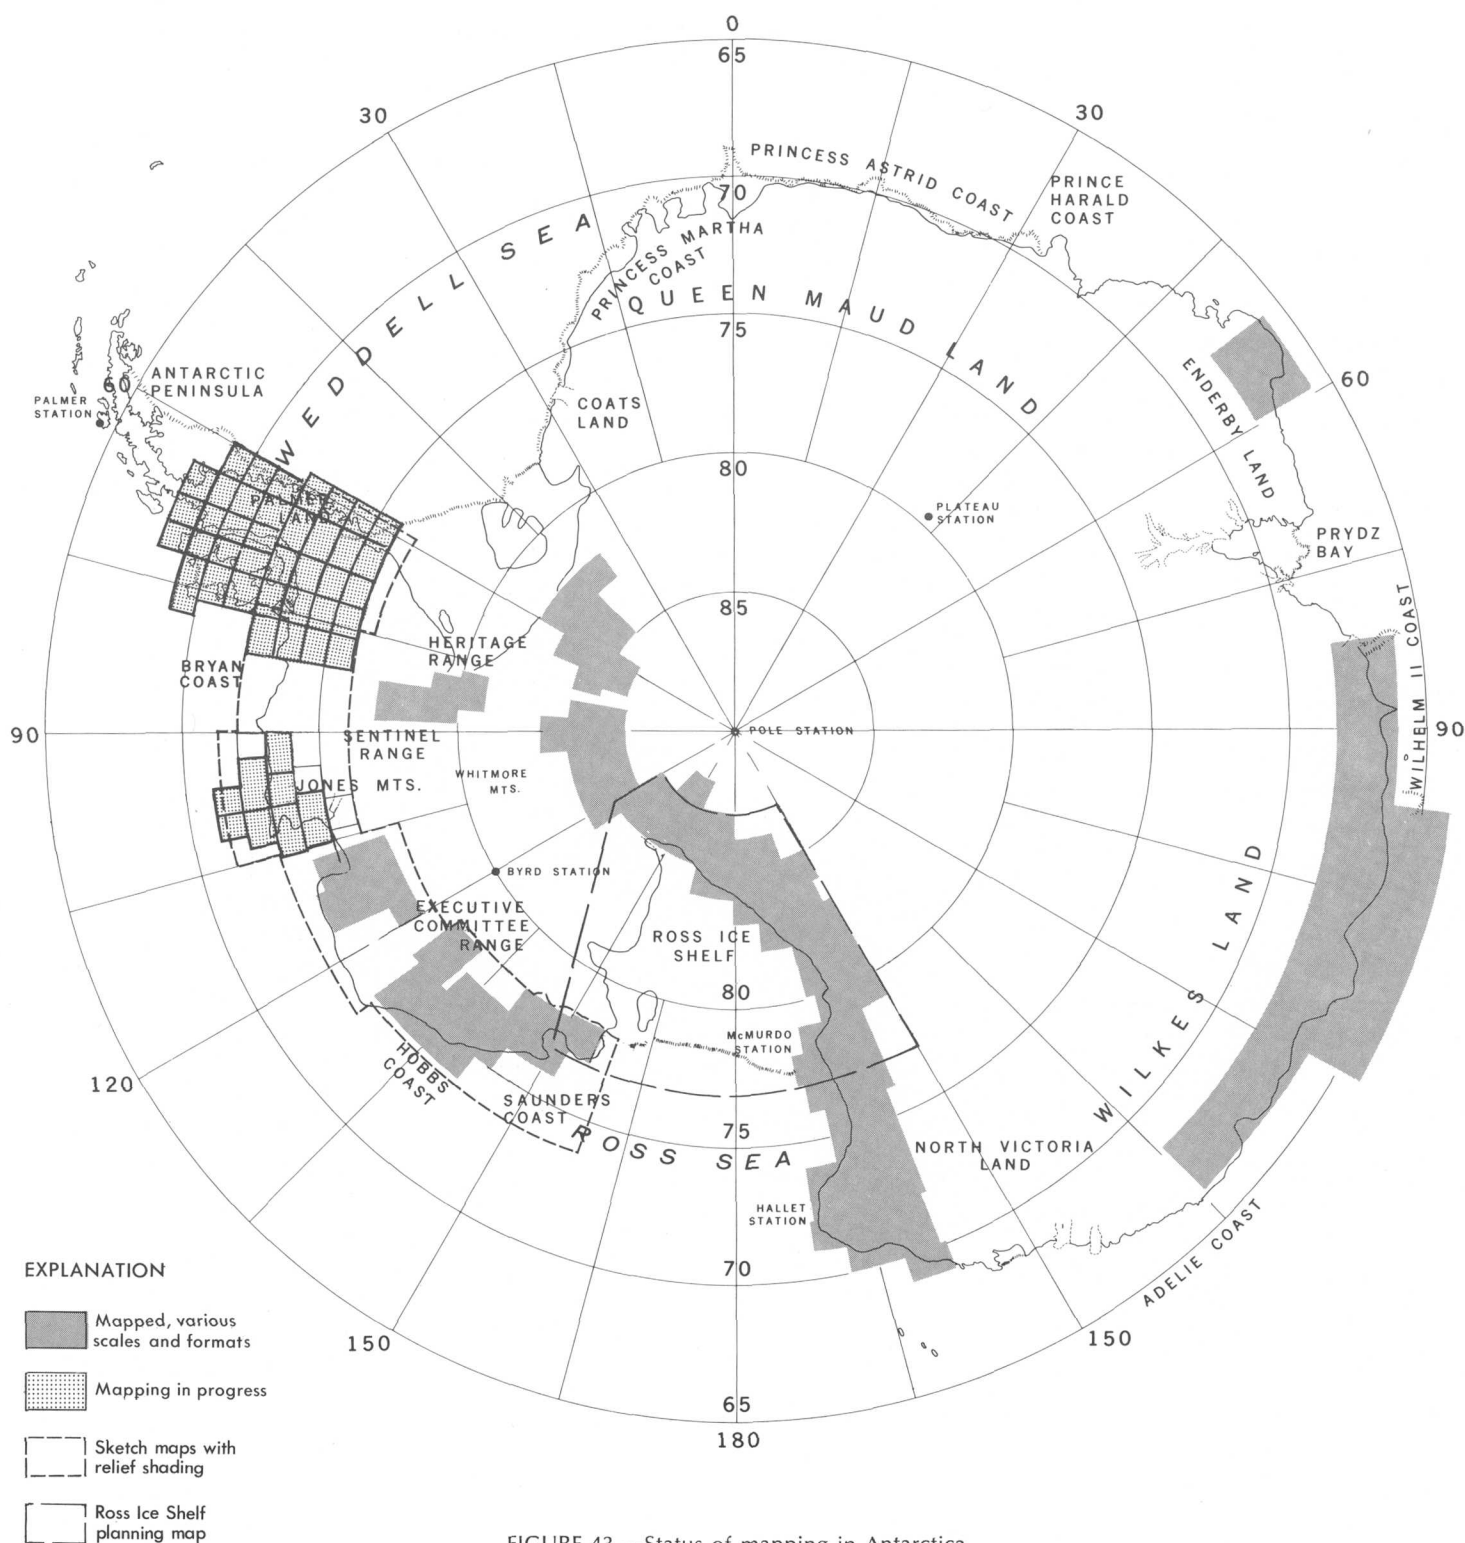 0
65
30
30
PRINCESS ASTRID COAST
PRINCE
HARALD
COAST
70
PRINCESS MARTHA
COAST
WEDDELL SEA
QUEEN MAUD LAND
75
ANTARCTIC
PENINSULA
60
PALMER
STATION
60
ENDERBY LAND
COATS
LAND
80
PALMER
LAND
PLATEAU
STATION
PRYDZ
BAY
85
WILHELM II COAST
HERITAGE
RANGE
BRYAN
COAST
90
SENTINEL
RANGE
POLE STATION
90
WHITMORE
MTS.
JONES MTS.
BYRD STATION
EXECUTIVE
COMMITTEE
RANGE
ROSS ICE
SHELF
80
WILKES LAND
McMURDO
STATION
120
HOBBS
COAST
SAUNDERS
COAST
75
ROSS SEA
NORTH VICTORIA
LAND
HALLET
STATION
ADELIE COAST
70
150
150
65
180
EXPLANATION
Mapped, various
scales and formats
Mapping in progress
Sketch maps with
relief shading
Ross Ice Shelf
planning map
FIGURE 43.—Status of mapping in Antarctica